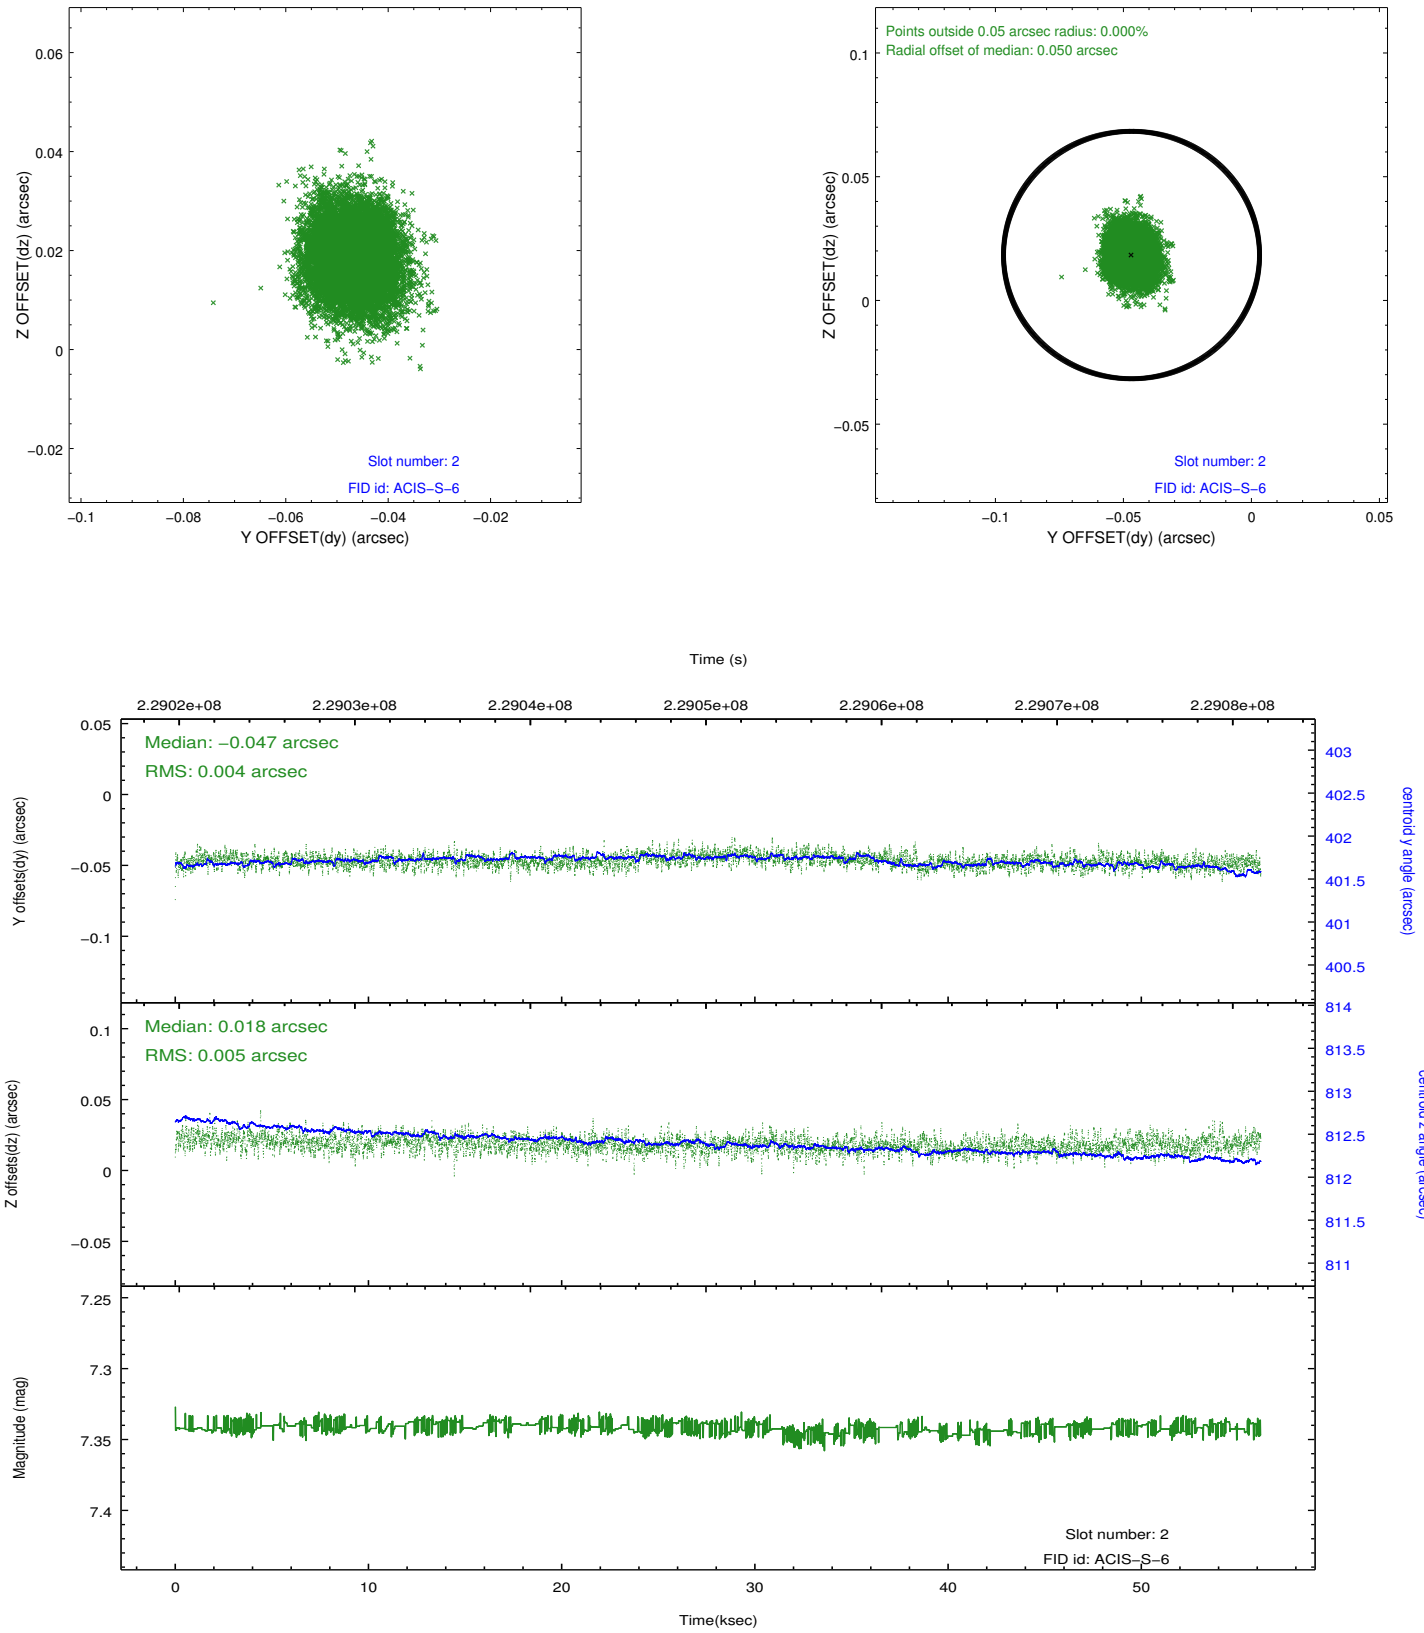 0.06
0.04
0.02
0
−0.02
Z OFFSET(dz) (arcsec)
Slot number: 2
FID id: ACIS−S−6
−0.1
−0.08
−0.06
−0.04
−0.02
Y OFFSET(dy) (arcsec)
Points outside 0.05 arcsec radius: 0.000%
Radial offset of median: 0.050 arcsec
0.1
0.05
0
−0.05
Z OFFSET(dz) (arcsec)
Slot number: 2
FID id: ACIS−S−6
−0.1
−0.05
0
0.05
Y OFFSET(dy) (arcsec)
Time (s)
2.2902e+08
2.2903e+08
2.2904e+08
2.2905e+08
2.2906e+08
2.2907e+08
2.2908e+08
0.05
0
−0.05
−0.1
Y offsets(dy) (arcsec)
Median: −0.047 arcsec
RMS: 0.004 arcsec
403
402.5
402
401.5
401
400.5
centroid y angle (arcsec)
0.1
0.05
0
−0.05
Z offsets(dz) (arcsec)
Median: 0.018 arcsec
RMS: 0.005 arcsec
814
813.5
813
812.5
812
811.5
811
centroid z angle (arcsec)
7.25
7.3
7.35
7.4
Magnitude (mag)
Slot number: 2
FID id: ACIS−S−6
0
10
20
30
40
50
Time(ksec)